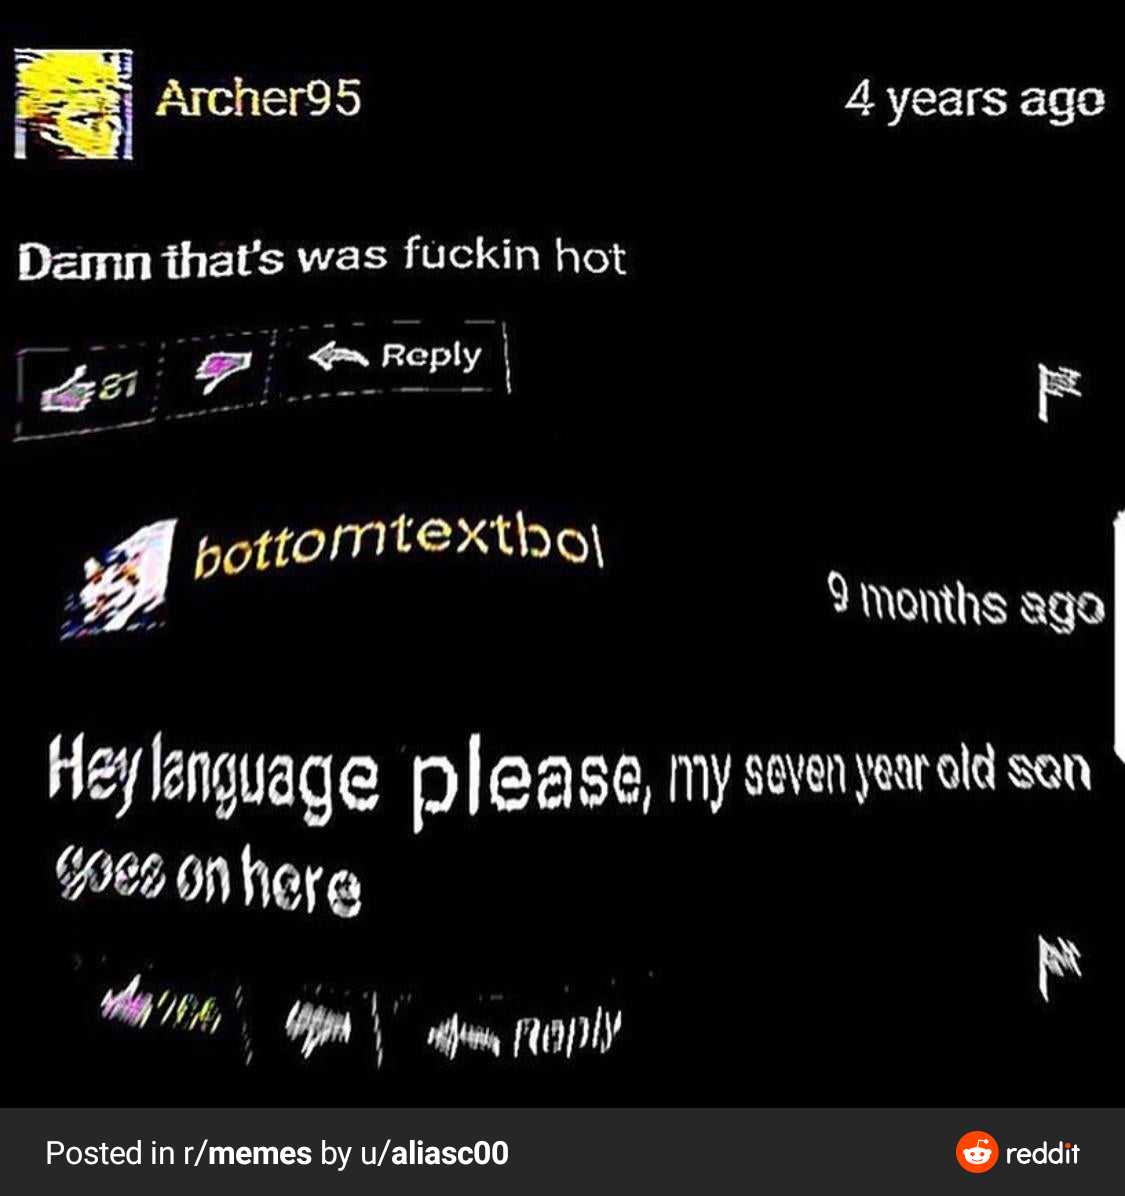 Archer95
4 years ago
Damn that's was fuckin hot
81
Reply
bottomtextbol
9 months ago
Hey language please, my seven year old son
goes on here
Reply
Posted in r/memes by u/aliasc00
reddit